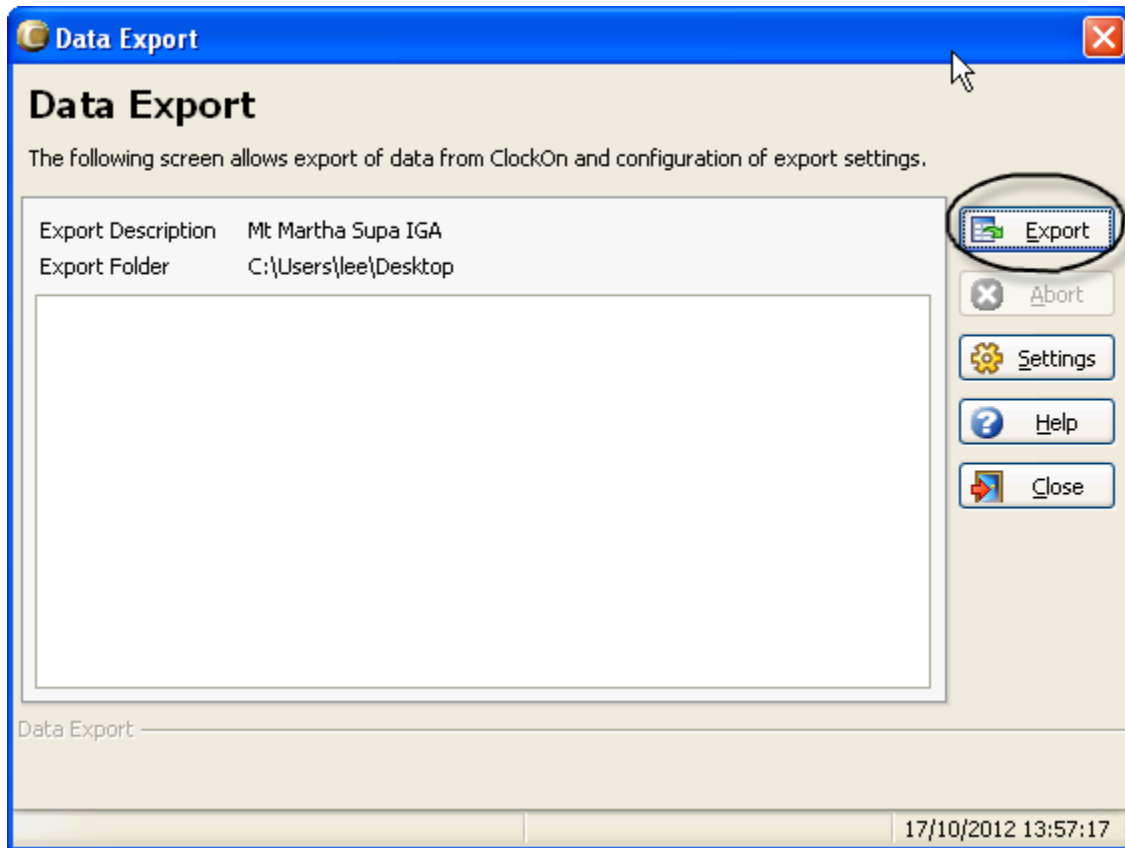 Data Export
Data Export
The following screen allows export of data from ClockOn and configuration of export settings.
Export Description Mt Martha Supa IGA
Export Folder C:\Users\lee\Desktop
Export
Abort
Settings
Help
Close
Data Export
17/10/2012 13:57:17